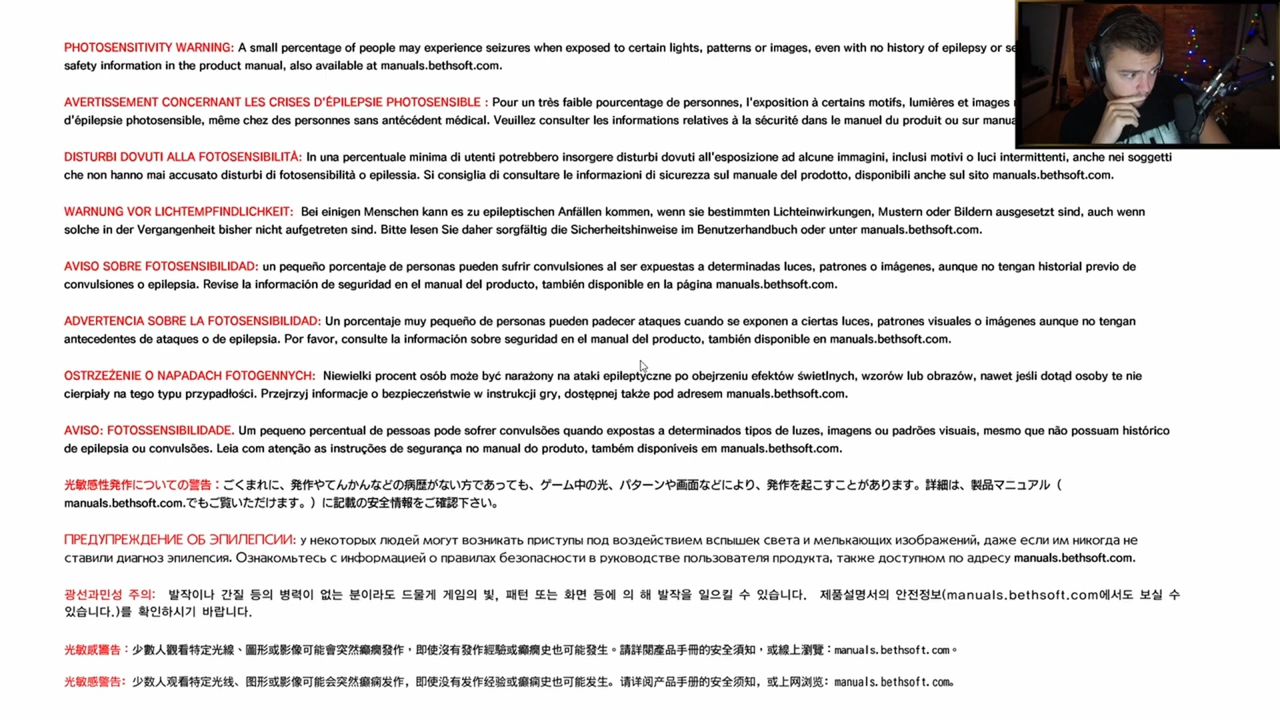 PHOTOSENSITIVITY WARNING: A small percentage of people may experience seizures when exposed to certain lights, patterns or images, even with no history of epilepsy or
safety information in the product manual, also available at manuals.bethsoft.com.
AVERTISSEMENT CONCERNANT LES CRISES D'ÉPILEPSIE PHOTOSENSIBLE : Pour un très faible pourcentage de personnes, l'exposition à certains motifs, lumières et images
d'épilepsie photosensible, même chez des personnes sans antécédent médical. Veuillez consulter les informations relatives à la sécurité dans le manuel du produit ou sur
DISTURBI DOVUTI ALLA FOTOSENSIBILITÀ: In una percentuale minima di utenti potrebbero insorgere disturbi dovuti all'esposizione ad alcune immagini, inclusi motivi o luci intermittenti, anche nei soggetti
che non hanno mai accusato disturbi di fotosensibilità o epilessia. Si consiglia di consultare le informazioni di sicurezza sul manuale del prodotto, disponibili anche sul sito manuals.bethsoft.com.
WARNUNG VOR LICHTEMPFINDLICHKEIT: Bei einigen Menschen kann es zu epileptischen Anfällen kommen, wenn sie bestimmten Lichteinwirkungen, Mustern oder Bildern ausgesetzt sind, auch wenn
solche in der Vergangenheit bisher nicht aufgetreten sind. Bitte lesen Sie daher sorgfältig die Sicherheitshinweise im Benutzerhandbuch oder unter manuals.bethsoft.com.
AVISO SOBRE FOTOSENSIBILIDAD: un pequeño porcentaje de personas pueden sufrir convulsiones al ser expuestas a determinadas luces, patrones o imágenes, aunque no tengan historial previo de
convulsiones o epilepsia. Revise la información de seguridad en el manual del producto, también disponible en la página manuals.bethsoft.com.
ADVERTENCIA SOBRE LA FOTOSENSIBILIDAD: Un porcentaje muy pequeño de personas pueden padecer ataques cuando se exponen a ciertas luces, patrones visuales o imágenes aunque no tengan
antecedentes de ataques o de epilepsia. Por favor, consulte la información sobre seguridad en el manual del producto, también disponible en manuals.bethsoft.com.
OSTRZEŻENIE O NAPADACH FOTOGENNYCH: Niewielki procent osób może być narażony na ataki epileptyczne po obejrzeniu efektów świetlnych, wzorów lub obrazów, nawet jeśli dotąd osoby te nie
cierpiały na tego typu przypadłości. Przejrzyj informacje o bezpieczeństwie w instrukcji gry, dostępnej także pod adresem manuals.bethsoft.com.
AVISO: FOTOSSENSIBILIDADE. Um pequeno percentual de pessoas pode sofrer convulsões quando expostas a determinados tipos de luzes, imagens ou padrões visuais, mesmo que não possuam histórico
de epilepsia ou convulsões. Leia com atenção as instruções de segurança no manual do produto, também disponíveis em manuals.bethsoft.com.
光敏感性発作についての警告：ごくまれに、発作やてんかんなどの病歴がない方であっても、ゲーム中の光、パターンや画面などにより、発作を起こすことがあります。詳細は、製品マニュアル（
manuals.bethsoft.com.でもご覧いただけます。）に記載の安全情報をご確認下さい。
ПРЕДУПРЕЖДЕНИЕ ОБ ЭПИЛЕПСИИ: у некоторых людей могут возникать приступы под воздействием вспышек света и мелькающих изображений, даже если им никогда не
ставили диагноз эпилепсия. Ознакомьтесь с информацией о правилах безопасности в руководстве пользователя продукта, также доступном по адресу manuals.bethsoft.com.
광선과민성 주의: 발작이나 간질 등의 병력이 없는 분이라도 드물게 게임의 빛, 패턴 또는 화면 등에 의 해 발작을 일으킬 수 있습니다. 제품설명서의 안전정보(manuals.bethsoft.com에서도 보실 수
있습니다.)를 확인하시기 바랍니다.
光敏感警告：少數人觀看特定光線、圖形或影像可能會突然癲癇發作，即使沒有發作經驗或癲癇史也可能發生。請詳閱產品手冊的安全須知，或線上瀏覽：manuals.bethsoft.com。
光敏感警告: 少数人观看特定光线、图形或影像可能会突然癫痫发作，即使没有发作经验或癫痫史也可能发生。请详阅产品手册的安全须知，或上网浏览: manuals.bethsoft.com。